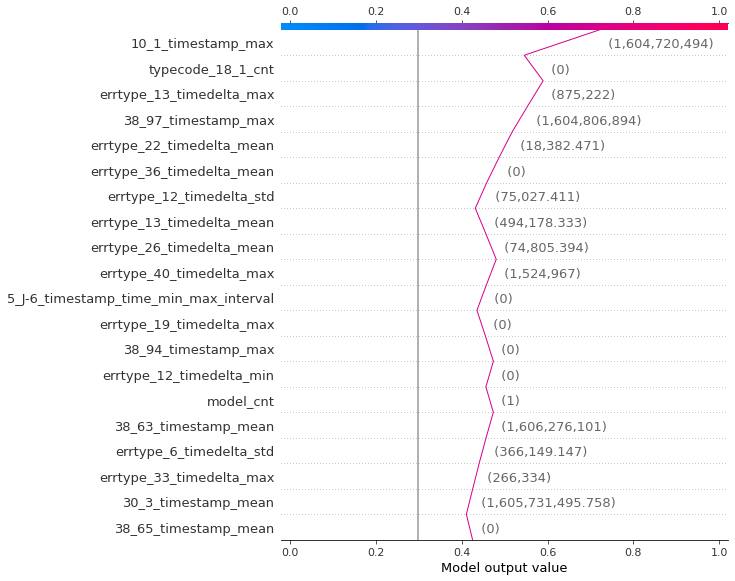 0.0 0.2 0.4 0.6 0.8 1.0
10_1_timestamp_max (1,604,720,494)
typecode_18_1_cnt (0)
errtype_13_timedelta_max (875,222)
38_97_timestamp_max (1,604,806,894)
errtype_22_timedelta_mean (18,382.471)
errtype_36_timedelta_mean (0)
errtype_12_timedelta_std (75,027.411)
errtype_13_timedelta_mean (494,178.333)
errtype_26_timedelta_mean (74,805.394)
errtype_40_timedelta_max (1,524,967)
5_J-6_timestamp_time_min_max_interval (0)
errtype_19_timedelta_max (0)
38_94_timestamp_max (0)
errtype_12_timedelta_min (0)
model_cnt (1)
38_63_timestamp_mean (1,606,276,101)
errtype_6_timedelta_std (366,149.147)
errtype_33_timedelta_max (266,334)
30_3_timestamp_mean (1,605,731,495.758)
38_65_timestamp_mean (0)
0.0 0.2 0.4 0.6 0.8 1.0
Model output value